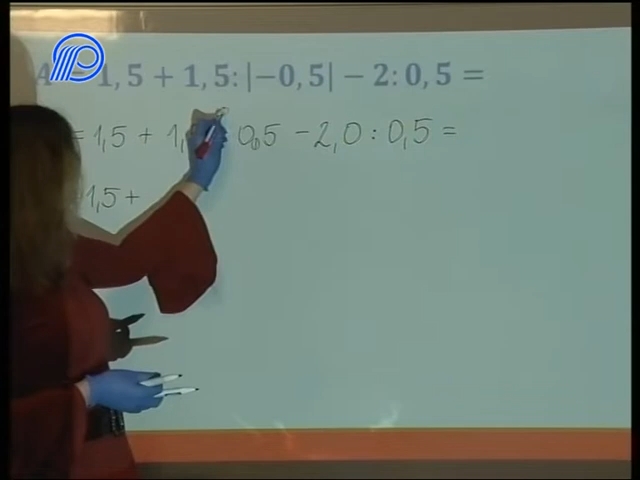 A = 1,5 + 1,5:|−0,5| − 2:0,5 =
= 1,5 + 1, 0,5 − 2,0 : 0,5 =
1,5 +